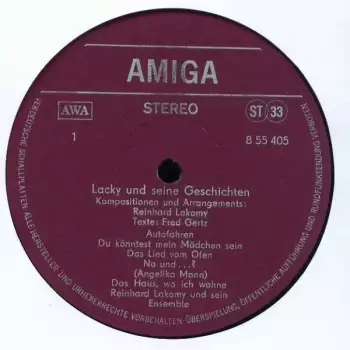 AMIGA
AWA
STEREO
ST 33
1
8 55 405
Lacky und seine Geschichten
Kompositionen und Arrangements:
Reinhard Lakomy
Texte: Fred Gertz
Autofahren
Du könntest mein Mädchen sein
Das Lied vom Ofen
Na und...?
(Angelika Mann)
Das Haus, wo ich wohne
Reinhard Lakomy und sein
Ensemble
VEB DEUTSCHE SCHALLPLATTEN · ALLE HERSTELLER UND URHEBERRECHTE VORBEHALTEN · ÜBERSPIELUNG, ÖFFENTLICHE AUFFÜHRUNG UND RUNDFUNKSENDUNG VERBOTEN